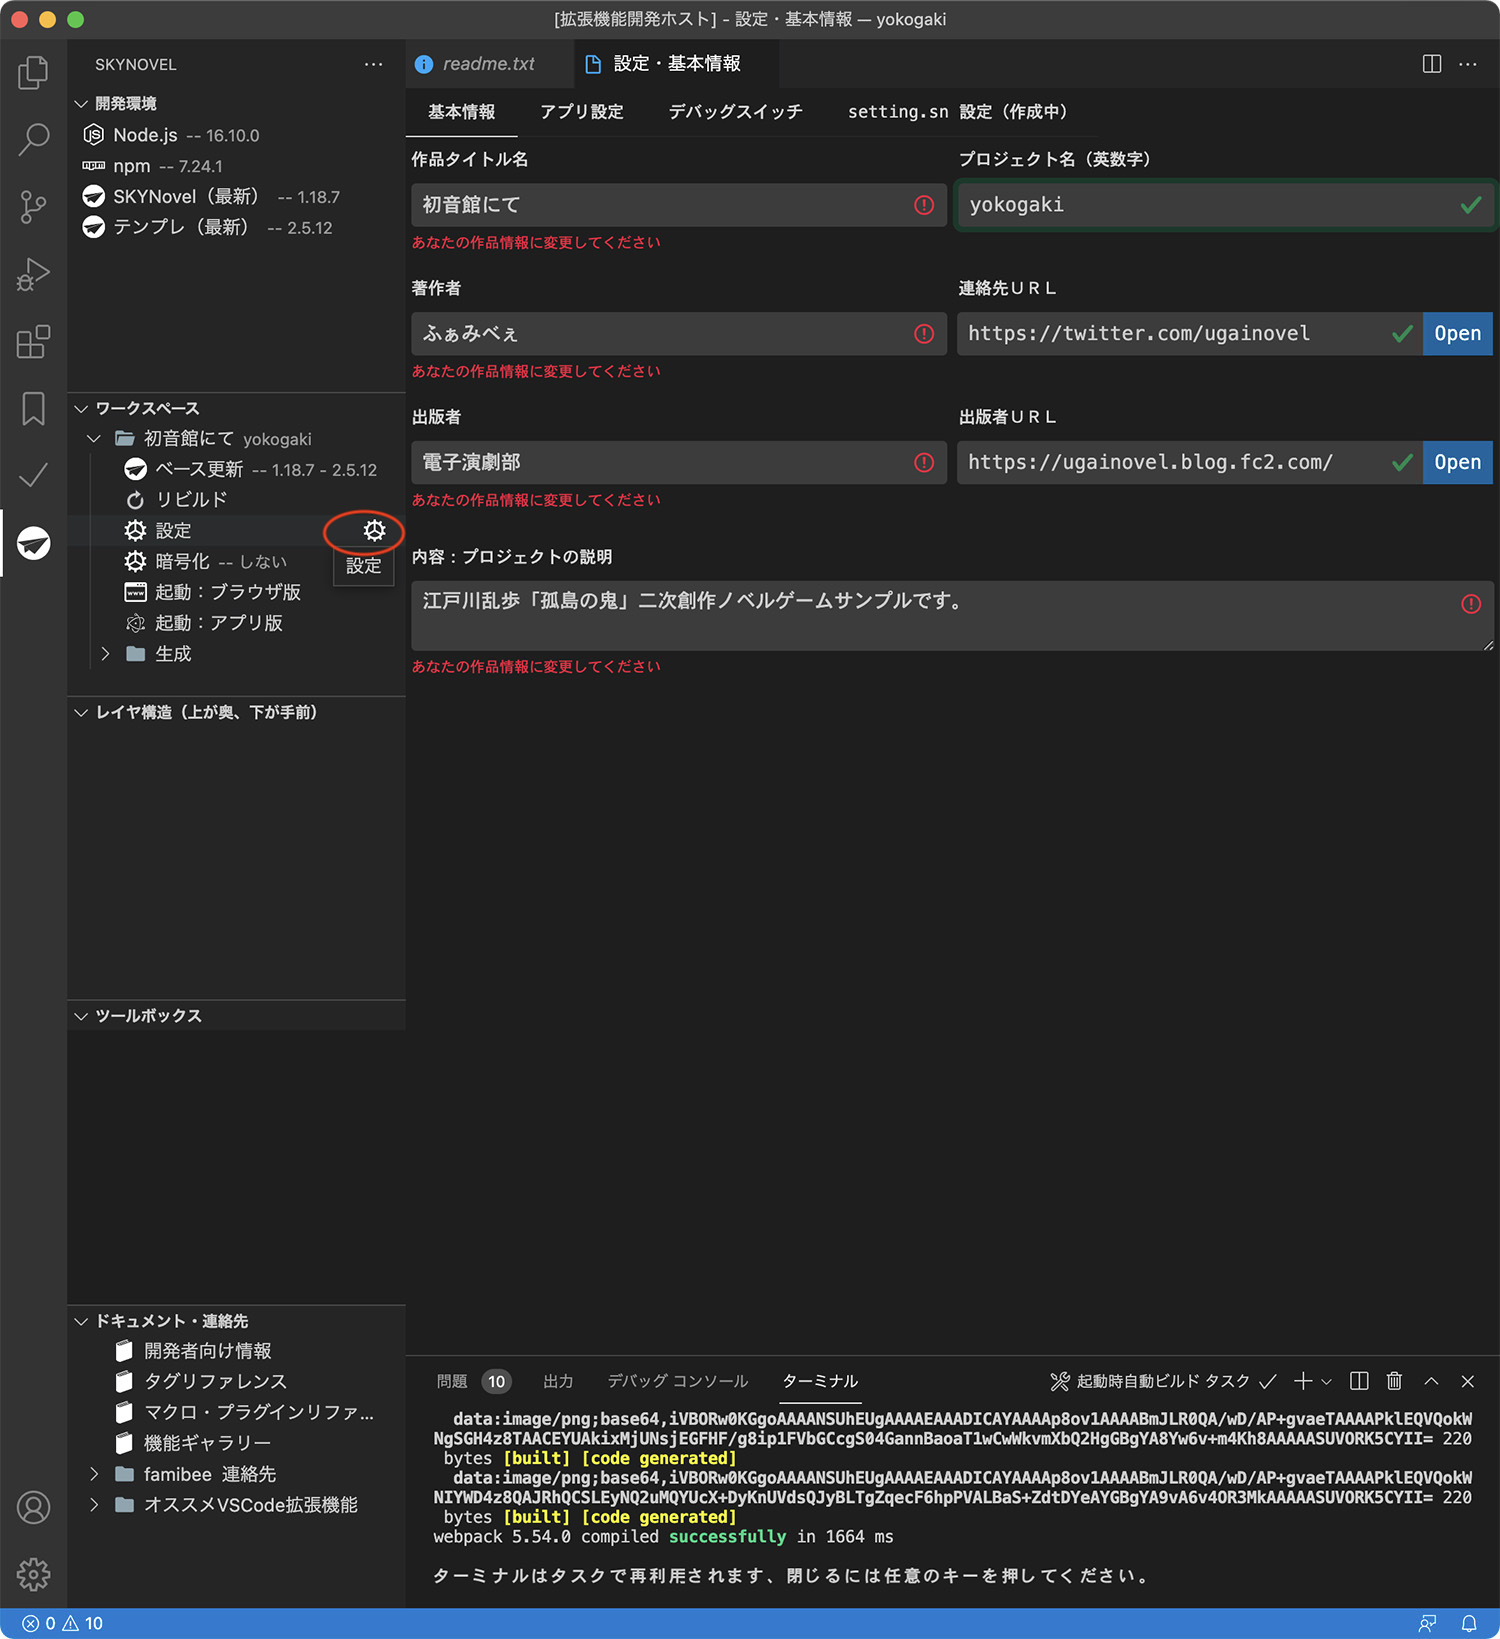 [拡張機能開発ホスト] - 設定・基本情報 — yokogaki
SKYNOVEL
開発環境
Node.js -- 16.10.0
npm -- 7.24.1
SKYNovel（最新） -- 1.18.7
テンプレ（最新） -- 2.5.12
ワークスペース
初音館にて yokogaki
ベース更新 -- 1.18.7 - 2.5.12
リビルド
設定
設定
暗号化 -- しない
起動：ブラウザ版
起動：アプリ版
生成
レイヤ構造（上が奥、下が手前）
ツールボックス
ドキュメント・連絡先
開発者向け情報
タグリファレンス
マクロ・プラグインリファ...
機能ギャラリー
famibee 連絡先
オススメVSCode拡張機能
readme.txt
設定・基本情報
基本情報 アプリ設定 デバッグスイッチ setting.sn 設定（作成中）
作品タイトル名
プロジェクト名（英数字）
初音館にて
yokogaki
あなたの作品情報に変更してください
著作者
連絡先ＵＲＬ
ふぁみべぇ
https://twitter.com/ugainovel
Open
あなたの作品情報に変更してください
出版者
出版者ＵＲＬ
電子演劇部
https://ugainovel.blog.fc2.com/
Open
あなたの作品情報に変更してください
内容：プロジェクトの説明
江戸川乱歩「孤島の鬼」二次創作ノベルゲームサンプルです。
あなたの作品情報に変更してください
問題 10 出力 デバッグ コンソール ターミナル
起動時自動ビルド タスク
data:image/png;base64,iVBORw0KGgoAAAANSUhEUgAAAAEAAADICAYAAAAp8ov1AAAABmJLR0QA/wD/AP+gvaeTAAAAPklEQVQokW
NgSGH4z8TAACEYUAkixMjUNsjEGFHF/g8ip1FVbGCcgS04GannBaoaT1wCwWkvmXbQ2HgGBgYA8Yw6v+m4Kh8AAAAASUVORK5CYII= 220
bytes [built] [code generated]
data:image/png;base64,iVBORw0KGgoAAAANSUhEUgAAAAEAAADICAYAAAAp8ov1AAAABmJLR0QA/wD/AP+gvaeTAAAAPklEQVQokW
NIYWD4z8QAJRhQCSLEyNQ2uMQYUcX+DyKnUVdsQJyBLTgZqecF6hpPVALBaS+ZdtDYeAYGBgYA9vA6v4OR3MkAAAAASUVORK5CYII= 220
bytes [built] [code generated]
webpack 5.54.0 compiled successfully in 1664 ms
ターミナルはタスクで再利用されます、閉じるには任意のキーを押してください。
0 10